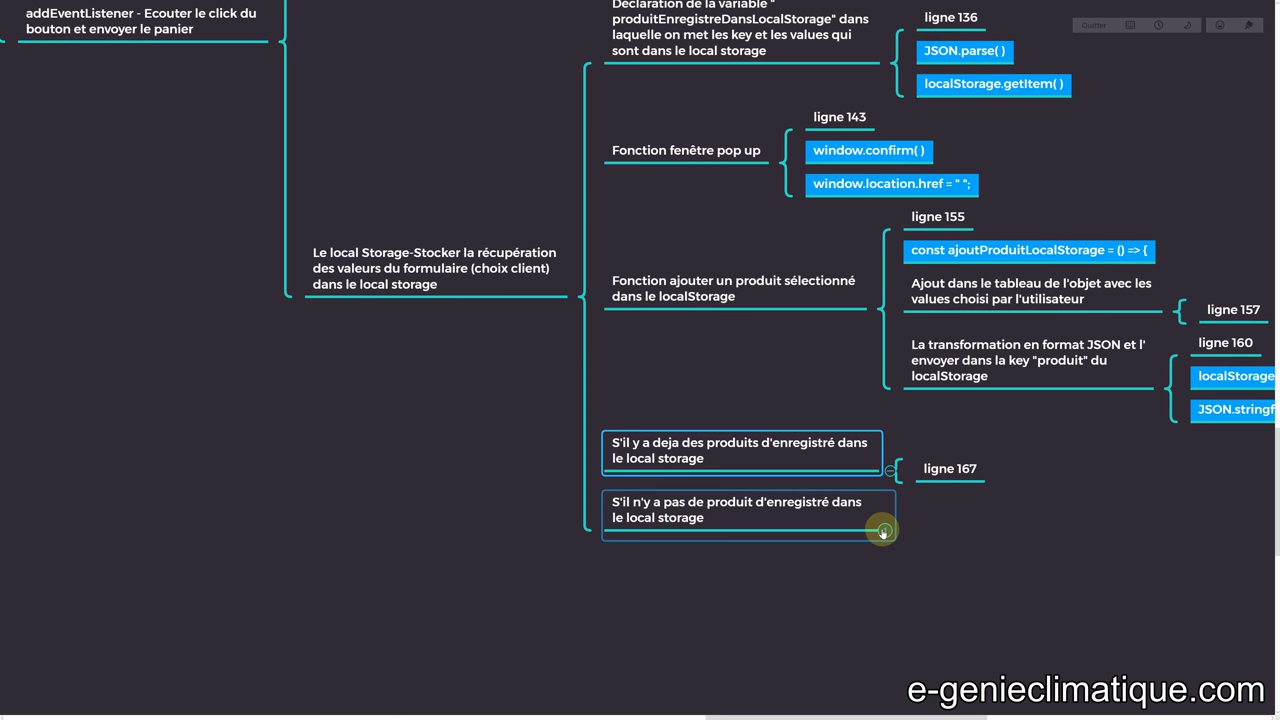 addEventListener - Ecouter le click du
bouton et envoyer le panier
Le local Storage-Stocker la récupération
des valeurs du formulaire (choix client)
dans le local storage
Déclaration de la variable "
produitEnregistreDansLocalStorage" dans
laquelle on met les key et les values qui
sont dans le local storage
ligne 136
JSON.parse( )
localStorage.getItem( )
Fonction fenêtre pop up
ligne 143
window.confirm( )
window.location.href = " ";
Fonction ajouter un produit sélectionné
dans le localStorage
ligne 155
const ajoutProduitLocalStorage = () => {
Ajout dans le tableau de l'objet avec les
values choisi par l'utilisateur
ligne 157
La transformation en format JSON et l'
envoyer dans la key "produit" du
localStorage
ligne 160
localStorage
JSON.stringf
S'il y a deja des produits d'enregistré dans
le local storage
ligne 167
S'il n'y a pas de produit d'enregistré dans
le local storage
Quitter
e-genieclimatique.com